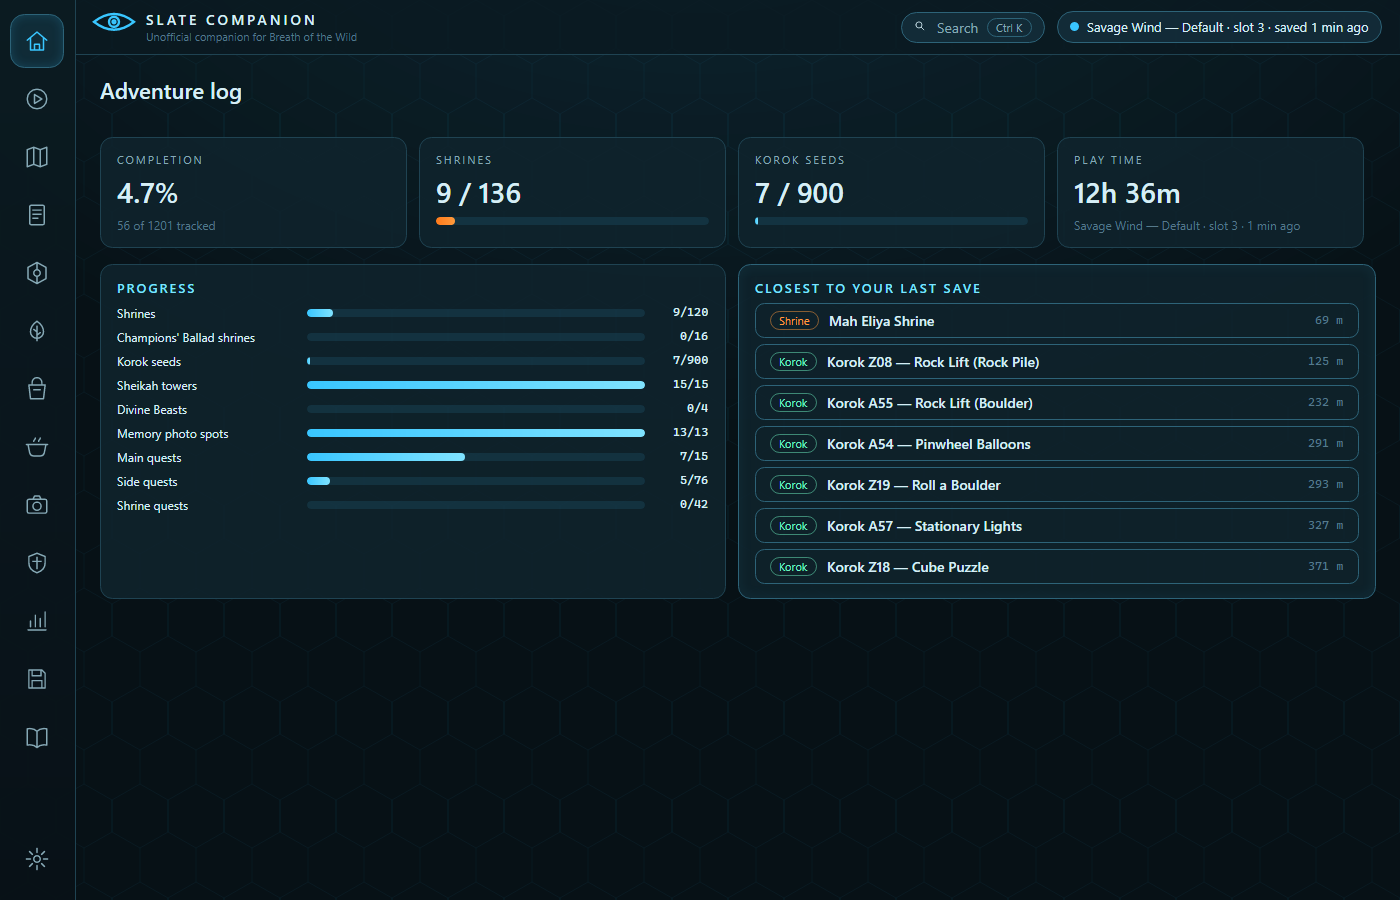 SLATE COMPANION
Unofficial companion for Breath of the Wild
Search Ctrl K
Savage Wind — Default · slot 3 · saved 1 min ago
Adventure log
COMPLETION
4.7%
56 of 1201 tracked
SHRINES
9 / 136
KOROK SEEDS
7 / 900
PLAY TIME
12h 36m
Savage Wind — Default · slot 3 · 1 min ago
PROGRESS
Shrines 9/120
Champions' Ballad shrines 0/16
Korok seeds 7/900
Sheikah towers 15/15
Divine Beasts 0/4
Memory photo spots 13/13
Main quests 7/15
Side quests 5/76
Shrine quests 0/42
CLOSEST TO YOUR LAST SAVE
Shrine Mah Eliya Shrine 69 m
Korok Korok Z08 — Rock Lift (Rock Pile) 125 m
Korok Korok A55 — Rock Lift (Boulder) 232 m
Korok Korok A54 — Pinwheel Balloons 291 m
Korok Korok Z19 — Roll a Boulder 293 m
Korok Korok A57 — Stationary Lights 327 m
Korok Korok Z18 — Cube Puzzle 371 m